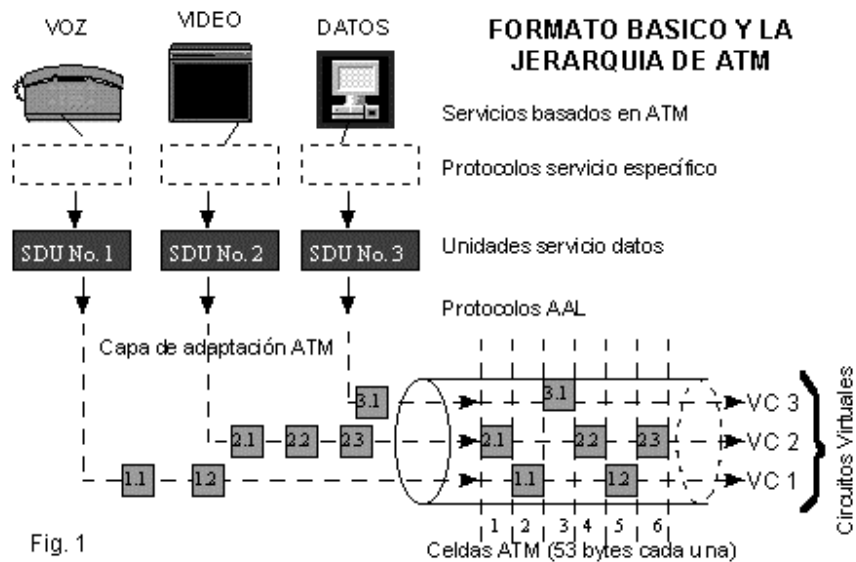 VOZ
VIDEO
DATOS
FORMATO BASICO Y LA
JERARQUIA DE ATM
Servicios basados en ATM
Protocolos servicio específico
SDU No. 1
SDU No. 2
SDU No. 3
Unidades servicio datos
Protocolos AAL
Capa de adaptación ATM
3.1
3.1
VC 3
2.1
2.2
2.3
2.1
2.2
2.3
VC 2
1.1
1.2
1.1
1.2
VC 1
Circuitos Virtuales
1 2 3 4 5 6
Celdas ATM (53 bytes cada una)
Fig. 1